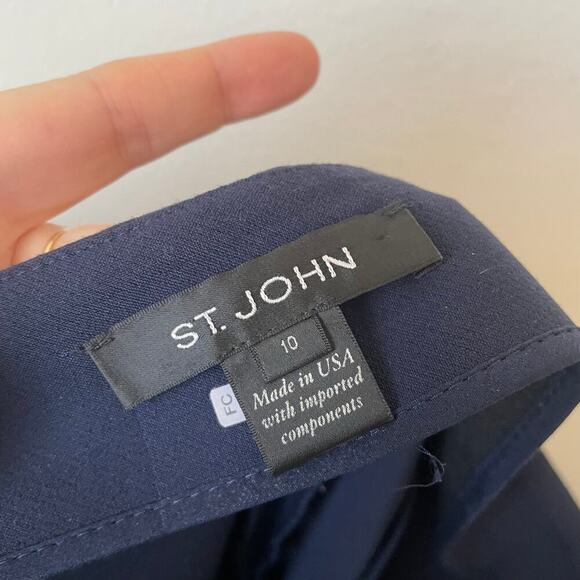 ST. JOHN
10
FC
Made in USA
with imported
components